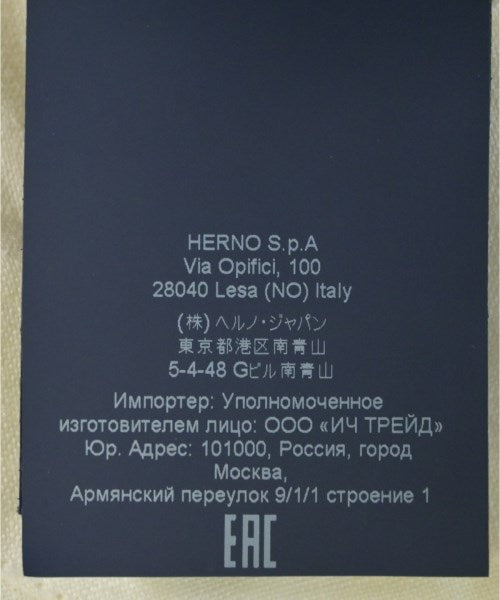 HERNO S.p.A
Via Opifici, 100
28040 Lesa (NO) Italy
(株)ヘルノ・ジャパン
東京都港区南青山
5-4-48 Gビル南青山
Импортер: Уполномоченное
изготовителем лицо: ООО «ИЧ ТРЕЙД»
Юр. Адрес: 101000, Россия, город
Москва,
Армянский переулок 9/1/1 строение 1
EAC